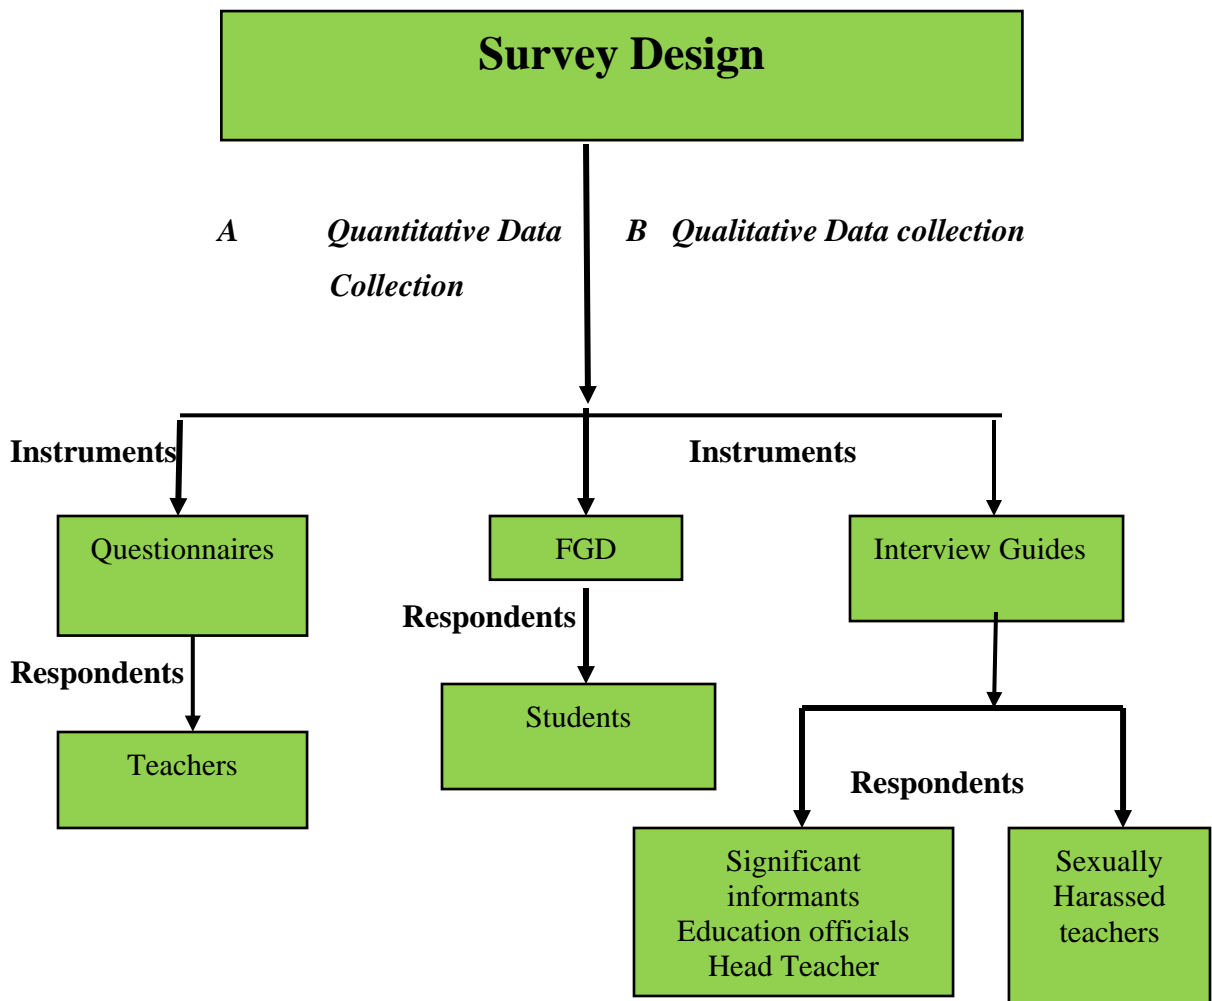 Survey Design
A Quantitative Data
Collection
B Qualitative Data collection
Instruments
Instruments
Questionnaires
FGD
Interview Guides
Respondents
Respondents
Teachers
Students
Respondents
Significant
informants
Education officials
Head Teacher
Sexually
Harassed
teachers